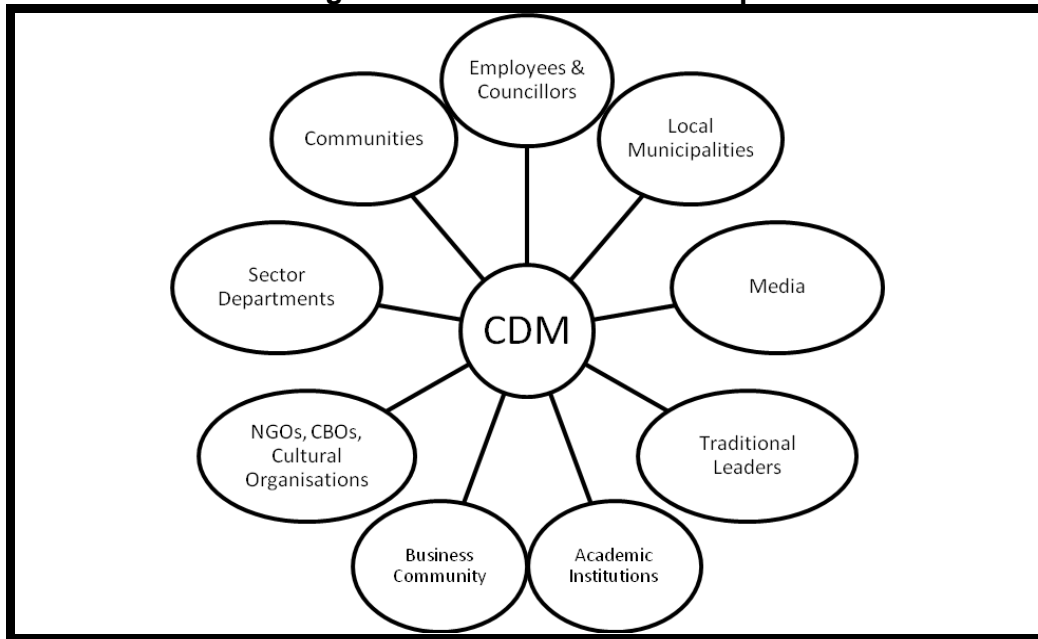 Employees &
Councillors
Local
Municipalities
Media
Traditional
Leaders
Academic
Institutions
Business
Community
NGOs, CBOs,
Cultural
Organisations
Sector
Departments
Communities
CDM